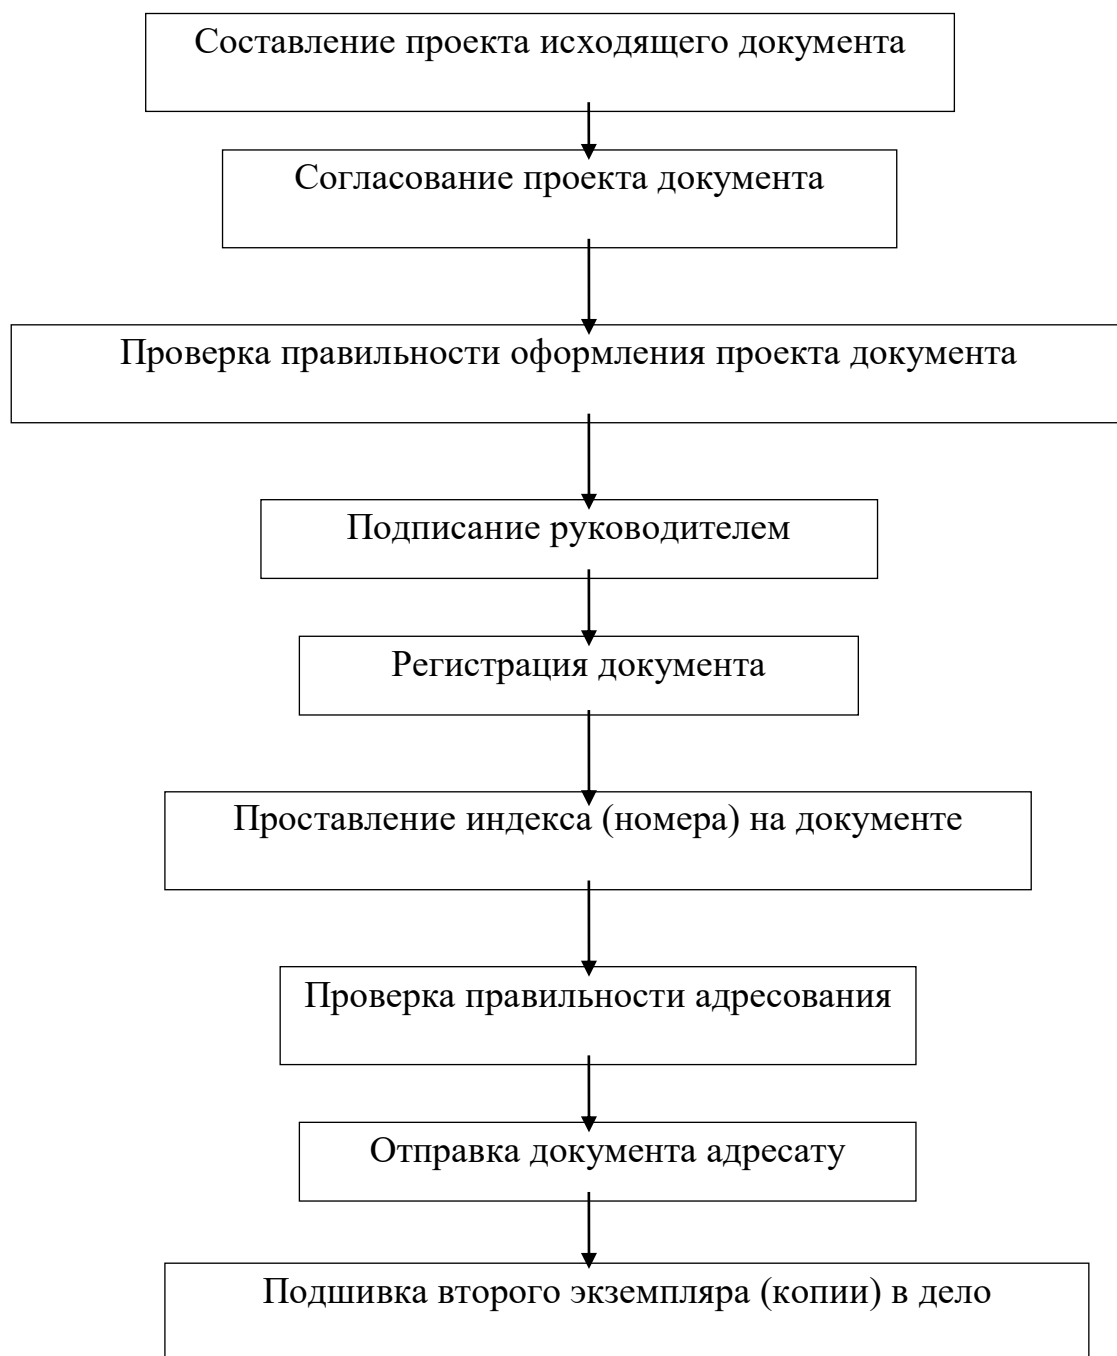 Составление проекта исходящего документа
Согласование проекта документа
Проверка правильности оформления проекта документа
Подписание руководителем
Регистрация документа
Проставление индекса (номера) на документе
Проверка правильности адресования
Отправка документа адресату
Подшивка второго экземпляра (копии) в дело